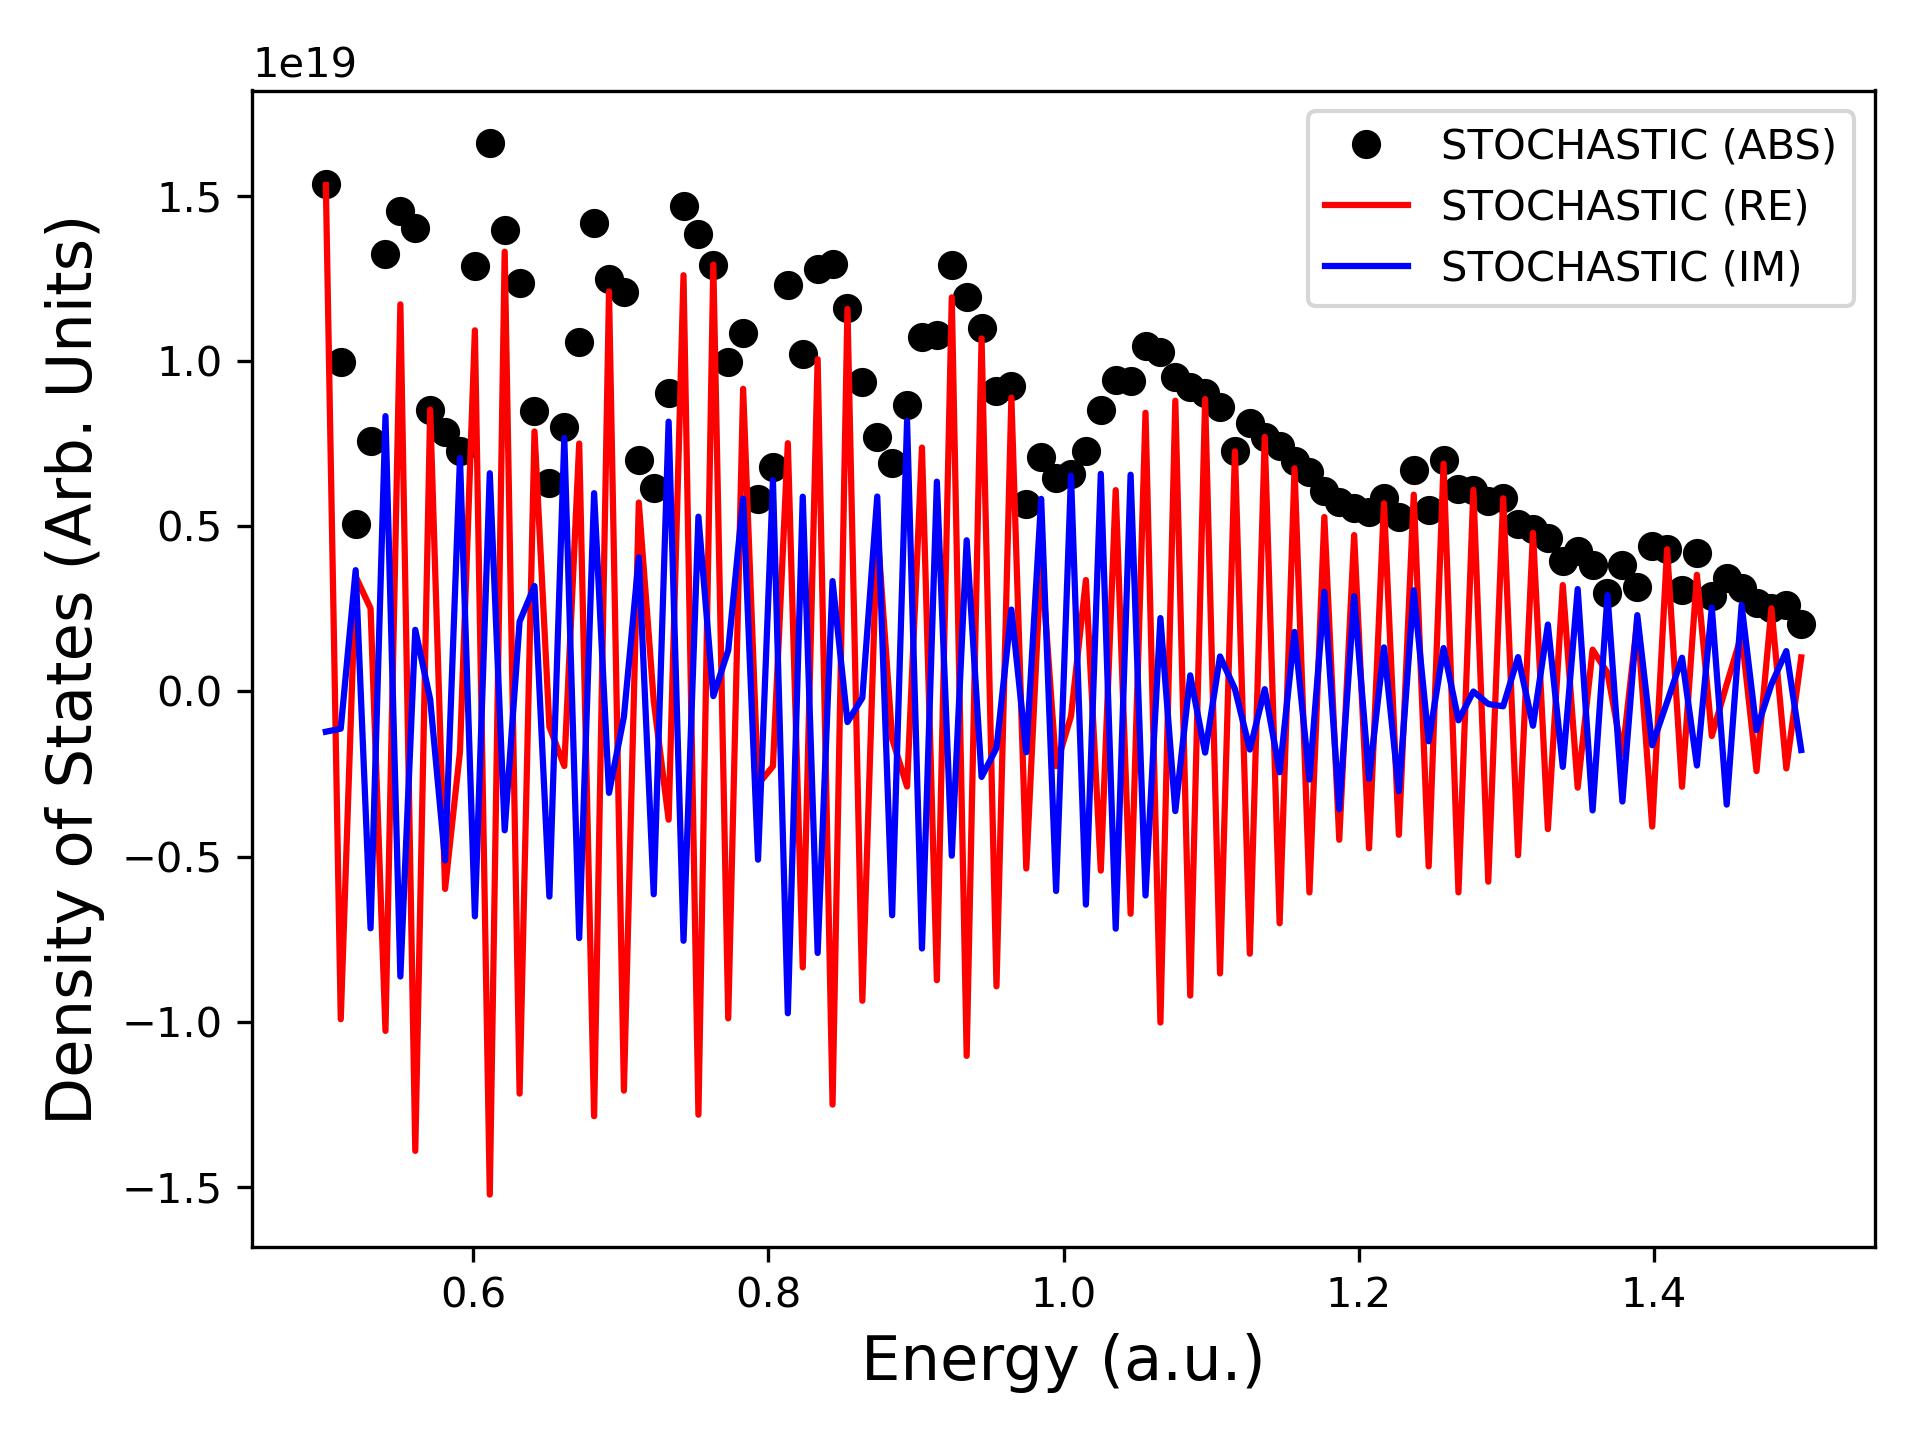 1e19
STOCHASTIC (ABS)
STOCHASTIC (RE)
STOCHASTIC (IM)
Density of States (Arb. Units)
1.5
1.0
0.5
0.0
−0.5
−1.0
−1.5
0.6 0.8 1.0 1.2 1.4
Energy (a.u.)